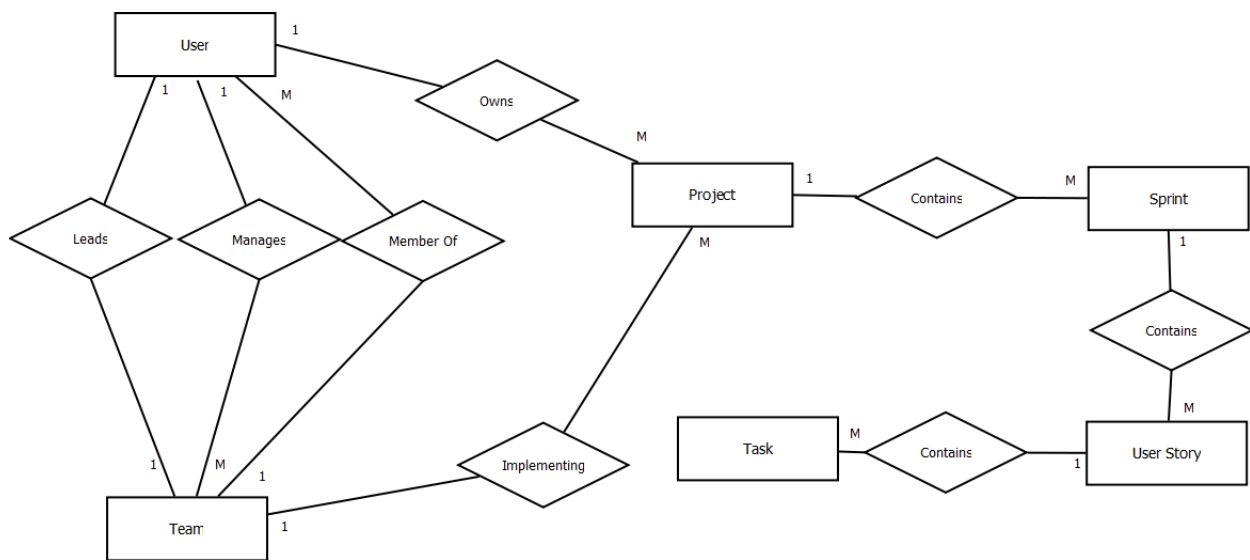 User
1
1
1
M
Owns
M
Project
1
Contains
M
Sprint
M
1
Leads
Manages
Member Of
Contains
M
Task
M
Contains
1
User Story
Implementing
1
M
1
Team
1